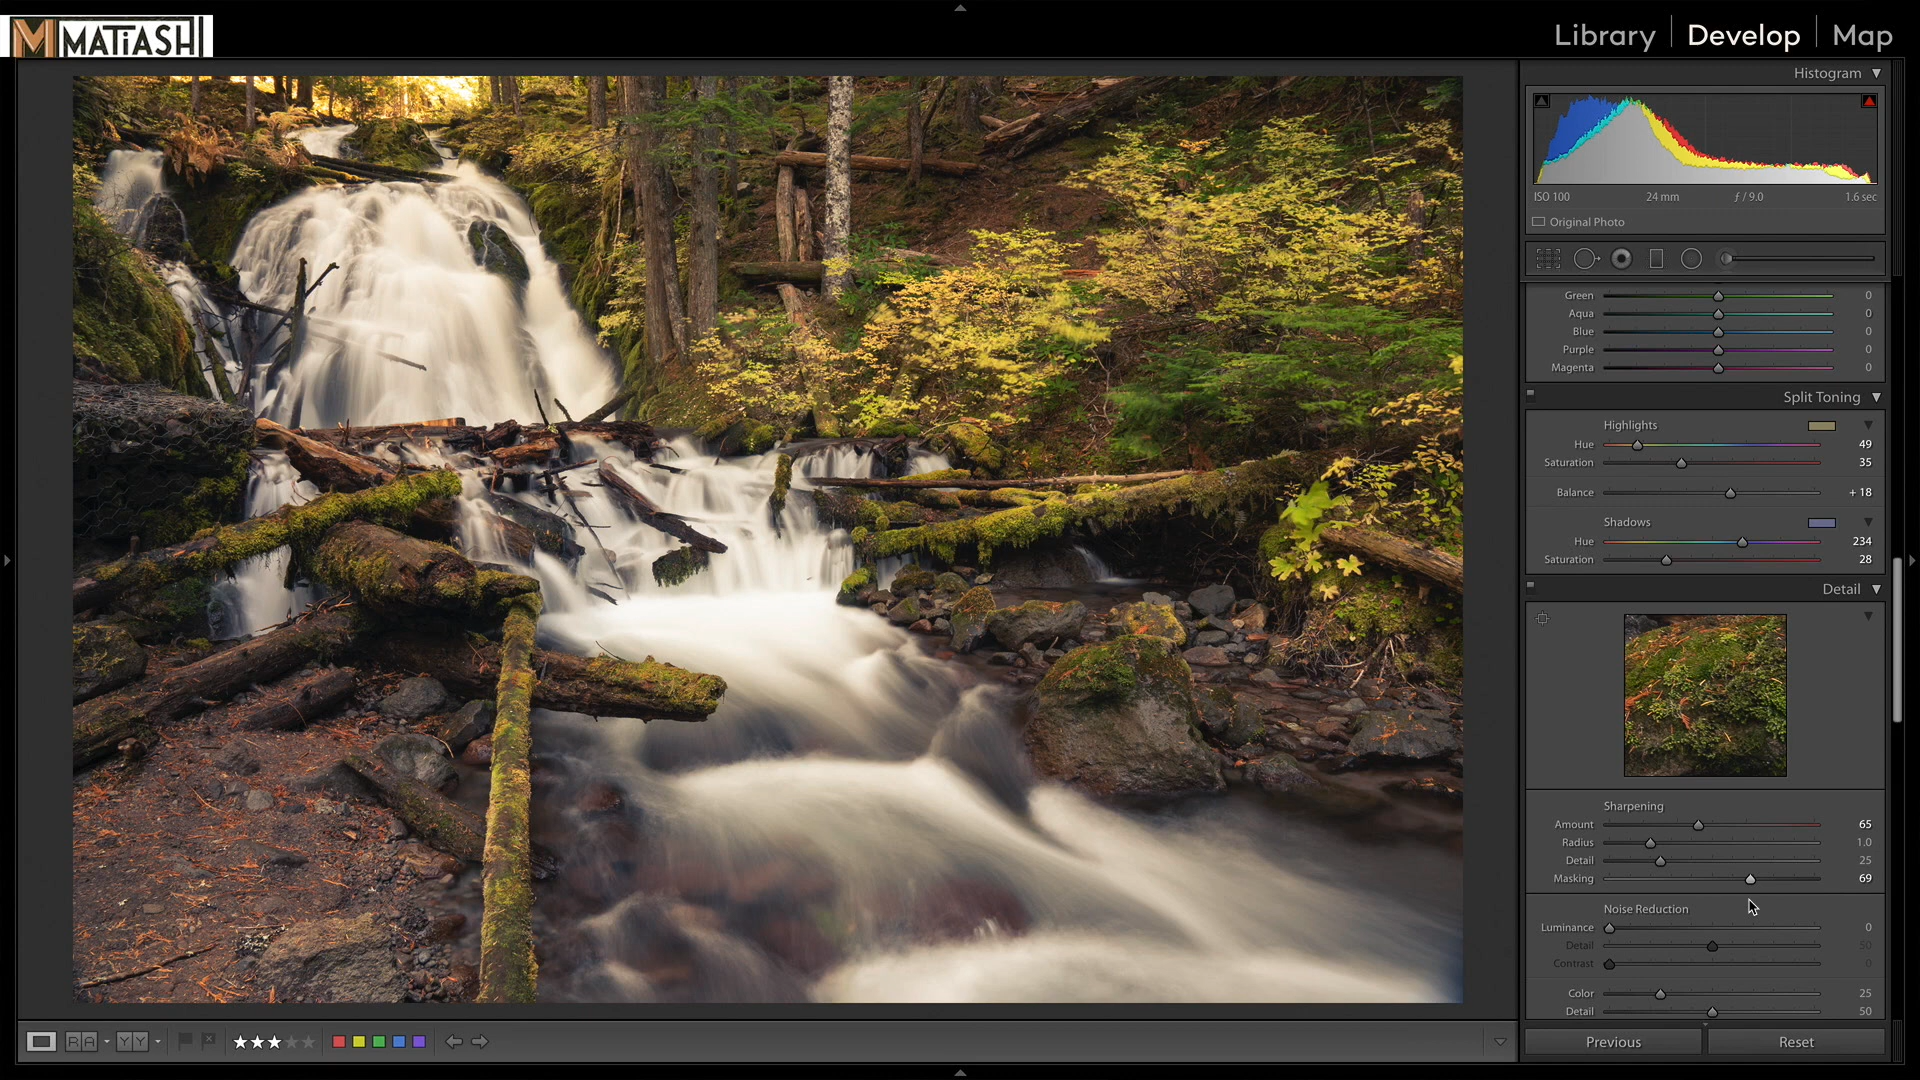 MATIASH
Library Develop Map
Histogram
ISO 100 24 mm ƒ / 9.0 1.6 sec
Original Photo
Green 0
Aqua 0
Blue 0
Purple 0
Magenta 0
Split Toning
Highlights
Hue 49
Saturation 35
Balance + 18
Shadows
Hue 234
Saturation 28
Detail
Sharpening
Amount 65
Radius 1.0
Detail 25
Masking 69
Noise Reduction
Luminance 0
Detail 50
Contrast 0
Color 25
Detail 50
R A Y Y
Previous Reset